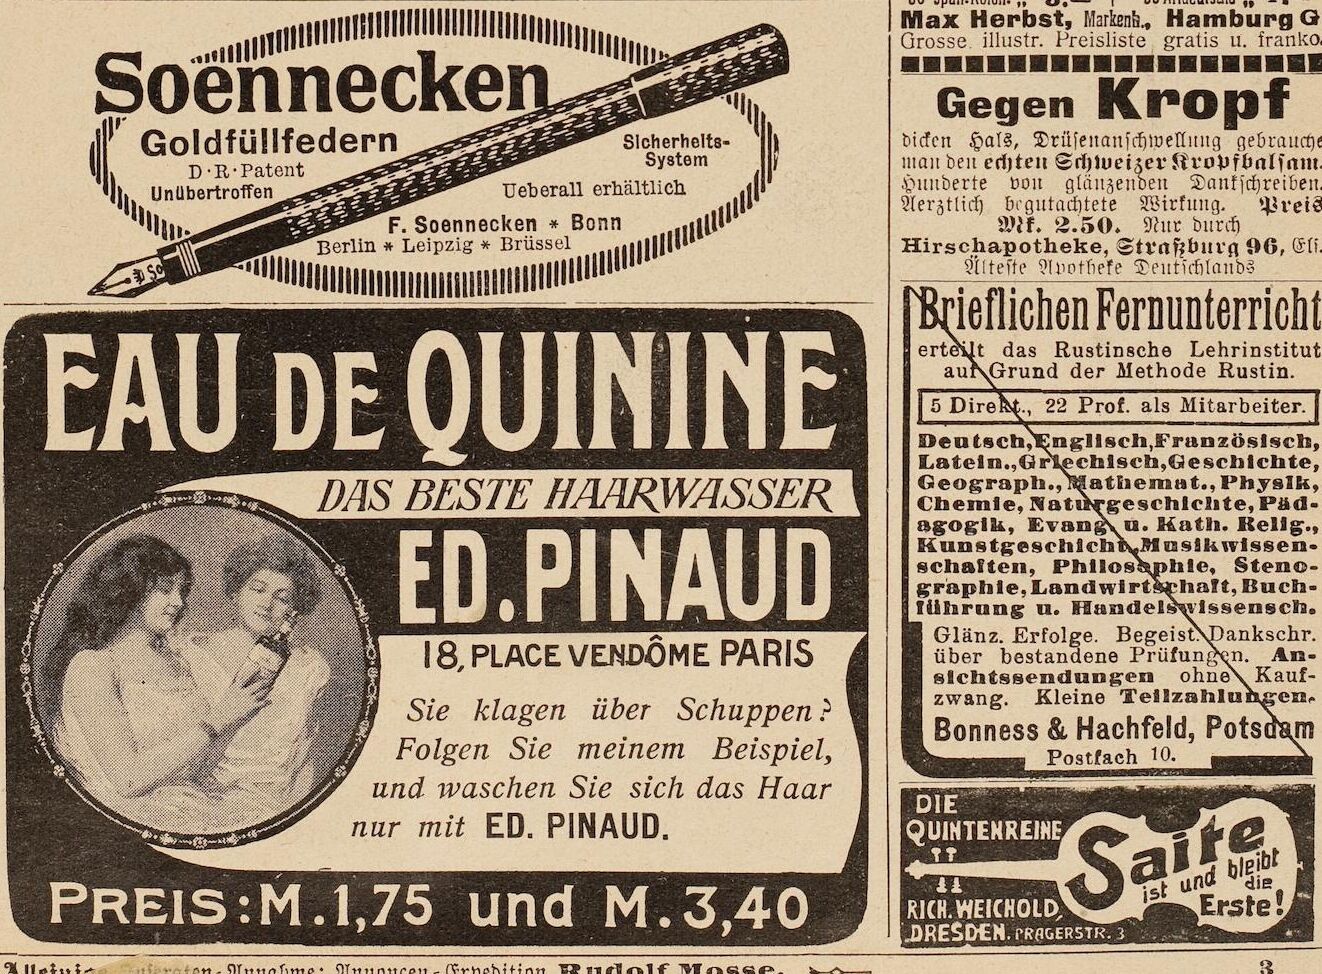 Soennecken
Goldfüllfedern
D·R·Patent
Unübertroffen
Sicherheits-
System
Ueberall erhältlich
F. Soennecken * Bonn
Berlin * Leipzig * Brüssel
EAU DE QUININE
DAS BESTE HAARWASSER
ED. PINAUD
18, PLACE VENDÔME PARIS
Sie klagen über Schuppen?
Folgen Sie meinem Beispiel,
und waschen Sie sich das Haar
nur mit ED. PINAUD.
PREIS: M. 1,75 und M. 3,40
Max Herbst, Markenh., Hamburg G
Grosse illustr. Preisliste gratis u. franko.
Gegen Kropf
dicken Hals, Drüsenanschwellung gebrauche
man den echten Schweizer Kropfbalsam.
Hunderte von glänzenden Dankschreiben.
Aerztlich begutachtete Wirkung. Preis
Mk. 2.50. Nur durch
Hirschapotheke, Straßburg 96, Els.
Älteste Apotheke Deutschlands
Brieflichen Fernunterricht
erteilt das Rustinsche Lehrinstitut
auf Grund der Methode Rustin.
5 Direkt., 22 Prof. als Mitarbeiter.
Deutsch, Englisch, Französisch,
Latein., Griechisch, Geschichte,
Geograph., Mathemat., Physik,
Chemie, Naturgeschichte, Päd-
agogik, Evang. u. Kath. Relig.,
Kunstgeschicht, Musikwissen-
schaften, Philosophie, Steno-
graphie, Landwirtschaft, Buch-
führung u. Handelswissensch.
Glänz. Erfolge. Begeist. Dankschr.
über bestandene Prüfungen. An-
sichtssendungen ohne Kauf-
zwang. Kleine Teilzahlungen.
Bonness & Hachfeld, Potsdam
Postfach 10.
DIE
QUINTENREINE
Saite
ist und bleibt
die
Erste!
RICH. WEICHOLD,
DRESDEN. PRAGERSTR. 3
Alleinige Inseraten-Annahme: Annoncen-Expedition Rudolf Mosse.